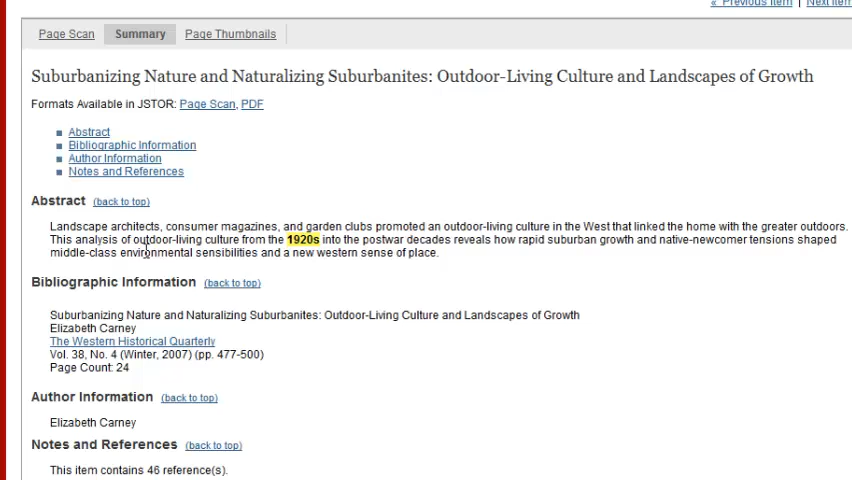 « Previous Item | Next Item
Page Scan Summary Page Thumbnails
Suburbanizing Nature and Naturalizing Suburbanites: Outdoor-Living Culture and Landscapes of Growth
Formats Available in JSTOR: Page Scan, PDF
Abstract
Bibliographic Information
Author Information
Notes and References
Abstract (back to top)
Landscape architects, consumer magazines, and garden clubs promoted an outdoor-living culture in the West that linked the home with the greater outdoors.
This analysis of outdoor-living culture from the 1920s into the postwar decades reveals how rapid suburban growth and native-newcomer tensions shaped
middle-class environmental sensibilities and a new western sense of place.
Bibliographic Information (back to top)
Suburbanizing Nature and Naturalizing Suburbanites: Outdoor-Living Culture and Landscapes of Growth
Elizabeth Carney
The Western Historical Quarterly
Vol. 38, No. 4 (Winter, 2007) (pp. 477-500)
Page Count: 24
Author Information (back to top)
Elizabeth Carney
Notes and References (back to top)
This item contains 46 reference(s).